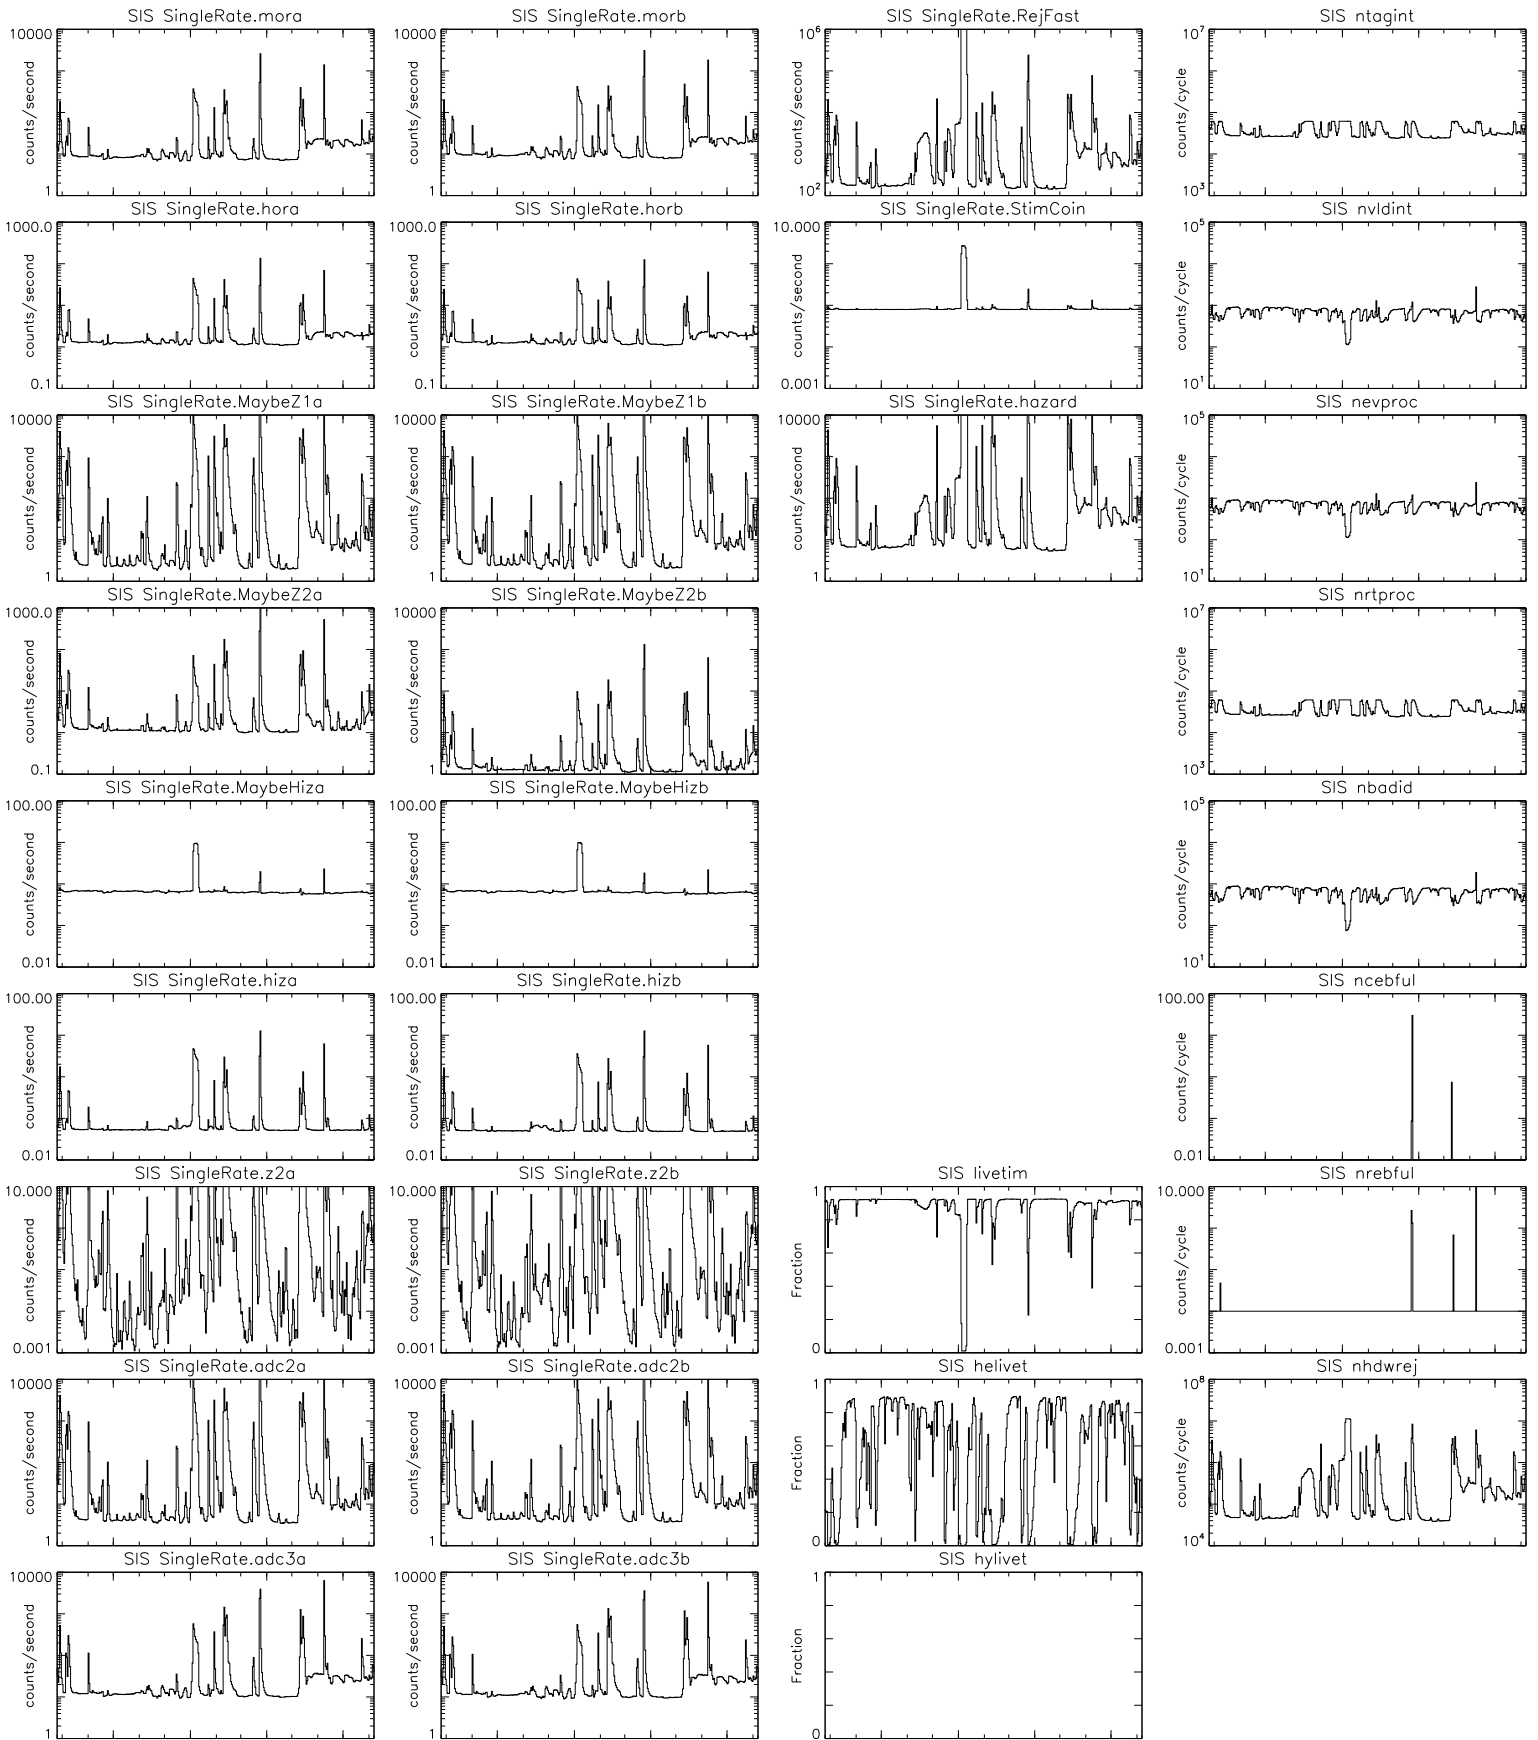 SIS SingleRate.mora
SIS SingleRate.morb
SIS SingleRate.RejFast
SIS ntagint
10000
counts/second
1
10000
counts/second
1
10^6
counts/second
10^2
10^7
counts/cycle
10^3
SIS SingleRate.hora
SIS SingleRate.horb
SIS SingleRate.StimCoin
SIS nvldint
1000.0
counts/second
0.1
1000.0
counts/second
0.1
10.000
counts/second
0.001
10^5
counts/cycle
10^1
SIS SingleRate.MaybeZ1a
SIS SingleRate.MaybeZ1b
SIS SingleRate.hazard
SIS nevproc
10000
counts/second
1
10000
counts/second
1
10000
counts/second
1
10^5
counts/cycle
10^1
SIS SingleRate.MaybeZ2a
SIS SingleRate.MaybeZ2b
SIS nrtproc
1000.0
counts/second
0.1
10000
counts/second
1
10^7
counts/cycle
10^3
SIS SingleRate.MaybeHiza
SIS SingleRate.MaybeHizb
SIS nbadid
100.00
counts/second
0.01
100.00
counts/second
0.01
10^5
counts/cycle
10^1
SIS SingleRate.hiza
SIS SingleRate.hizb
SIS ncebful
100.00
counts/second
0.01
100.00
counts/second
0.01
100.00
counts/cycle
0.01
SIS SingleRate.z2a
SIS SingleRate.z2b
SIS livetim
SIS nrebful
10.000
counts/second
0.001
10.000
counts/second
0.001
1
Fraction
0
10.000
counts/cycle
0.001
SIS SingleRate.adc2a
SIS SingleRate.adc2b
SIS helivet
SIS nhdwrej
10000
counts/second
1
10000
counts/second
1
1
Fraction
0
10^8
counts/cycle
10^4
SIS SingleRate.adc3a
SIS SingleRate.adc3b
SIS hylivet
10000
counts/second
1
10000
counts/second
1
1
Fraction
0